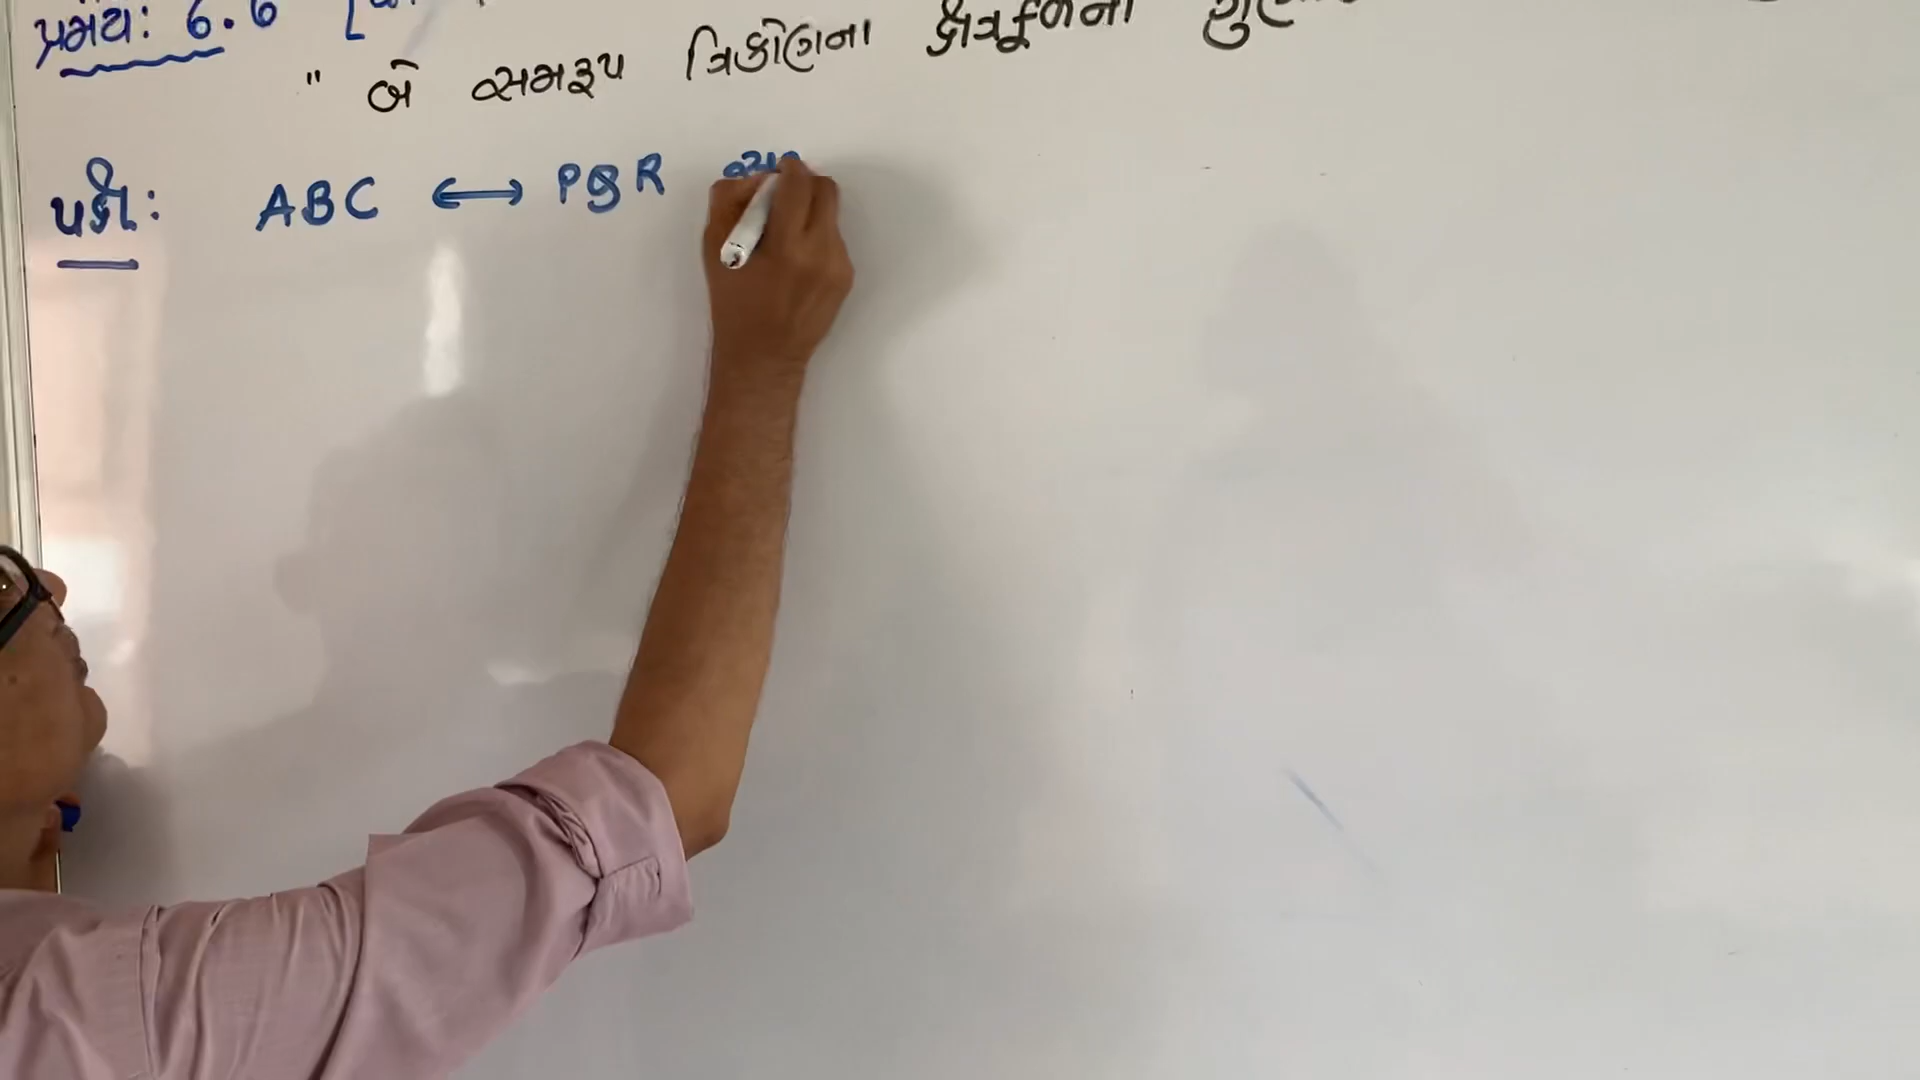 પ્રમેય: 6.6
" બે સમરૂપ ત્રિકોણના ક્ષેત્રફળના
પક્ષ: ABC ↔ PQR